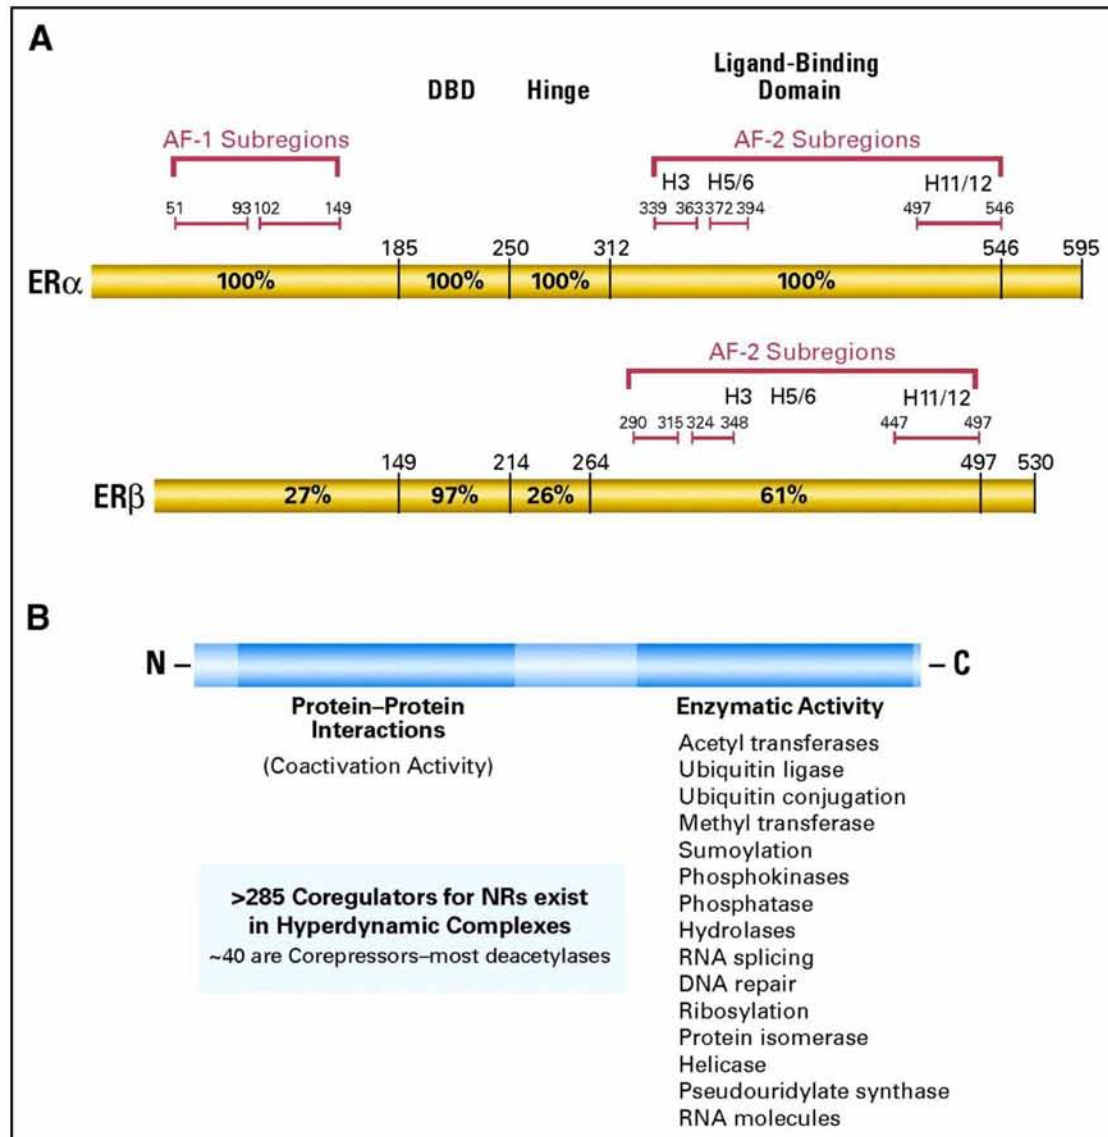 A
DBD
Hinge
Ligand-Binding
Domain
AF-1 Subregions
AF-2 Subregions
H3
H5/6
H11/12
51
93
102
149
339
363
372
394
497
546
185
250
312
546
595
ERα
100%
100%
100%
100%
AF-2 Subregions
H3
H5/6
H11/12
290
315
324
348
447
497
149
214
264
497
530
ERβ
27%
97%
26%
61%
B
N –
– C
Protein–Protein
Interactions
(Coactivation Activity)
Enzymatic Activity
Acetyl transferases
Ubiquitin ligase
Ubiquitin conjugation
Methyl transferase
Sumoylation
Phosphokinases
Phosphatase
Hydrolases
RNA splicing
DNA repair
Ribosylation
Protein isomerase
Helicase
Pseudouridylate synthase
RNA molecules
>285 Coregulators for NRs exist
in Hyperdynamic Complexes
~40 are Corepressors–most deacetylases